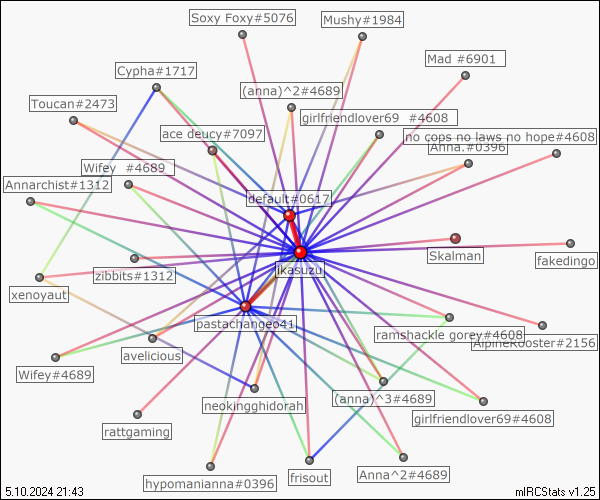 Soxy Foxy#5076
Mushy#1984
Mad #6901
Cypha#1717
(anna)^2#4689
Toucan#2473
girlfriendlover69 #4608
ace deucy#7097
no cops no laws no hope#4608
Anna.#0396
Wifey #4689
Annarchist#1312
default#0617
Skalman
fakedingo
zibbits#1312
ikasuzu
xenoyaut
pastachangeo41
ramshackle gorey#4608
AlpineRooster#2156
avelicious
Wifey#4689
(anna)^3#4689
neokingghidorah
girlfriendlover69#4608
rattgaming
Anna^2#4689
frisout
hypomanianna#0396
5.10.2024 21:43
mIRCStats v1.25